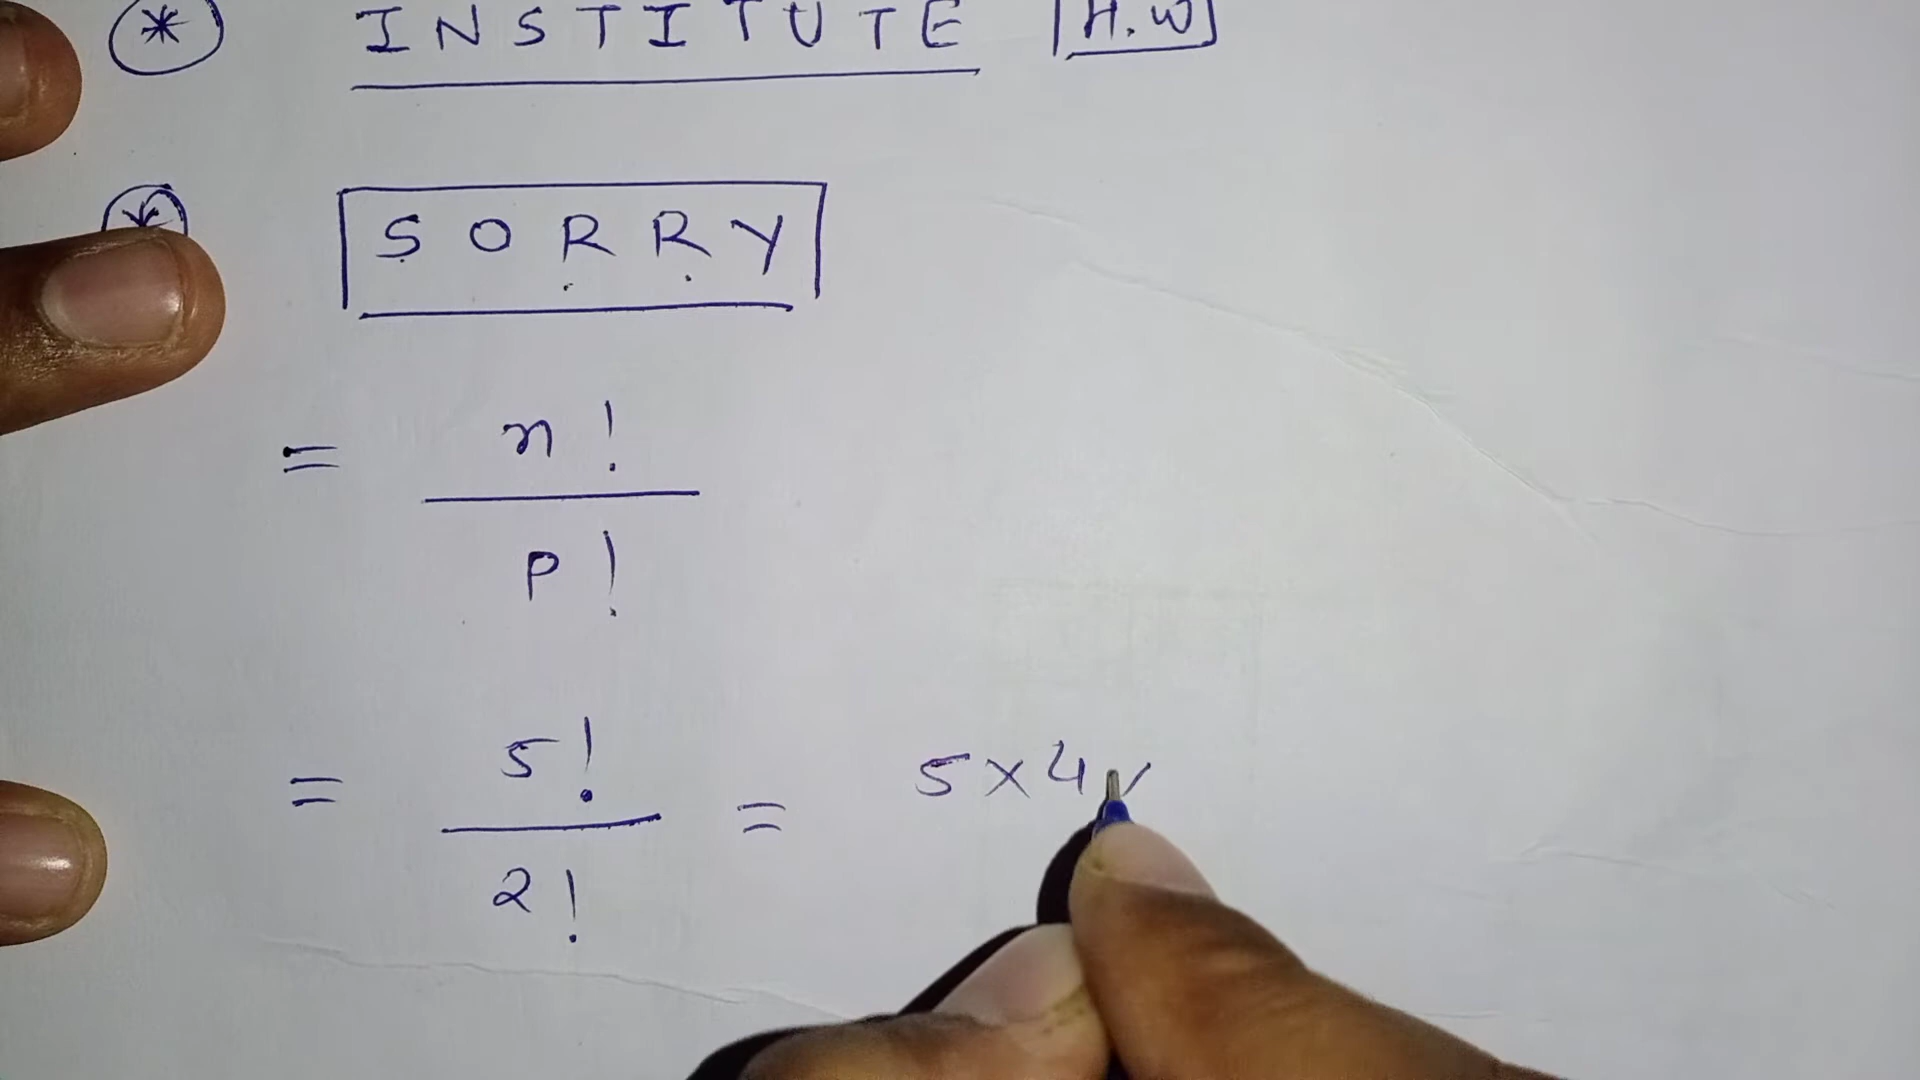 * INSTITUTE H.W
* SORRY
= n! / P!
= 5! / 2! = 5×4×